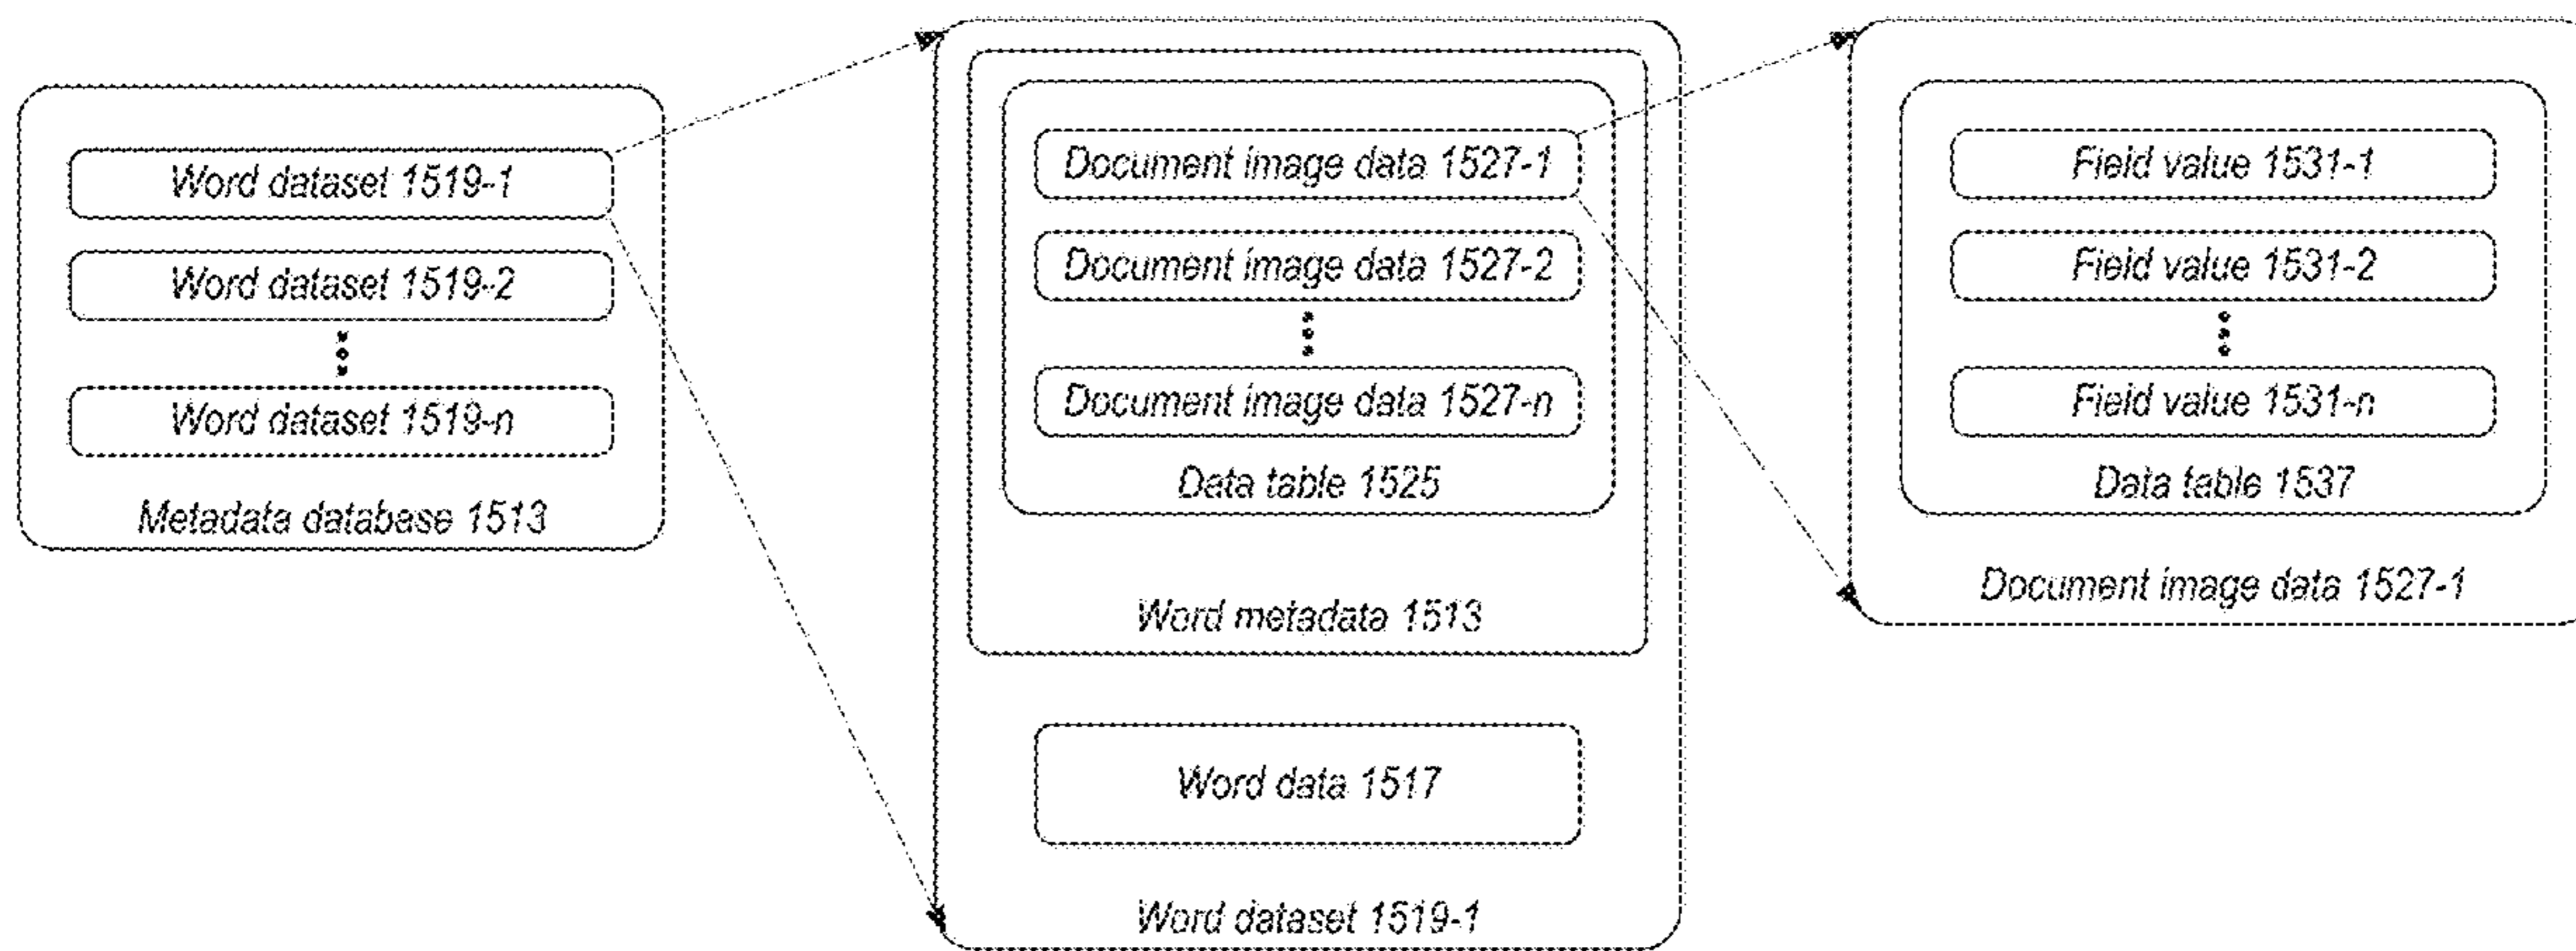 Word dataset 1519-1
Word dataset 1519-2
Word dataset 1519-n
Metadata database 1513
Document image data 1527-1
Document image data 1527-2
Document image data 1527-n
Data table 1525
Word metadata 1513
Word data 1517
Word dataset 1519-1
Field value 1531-1
Field value 1531-2
Field value 1531-n
Data table 1537
Document image data 1527-1